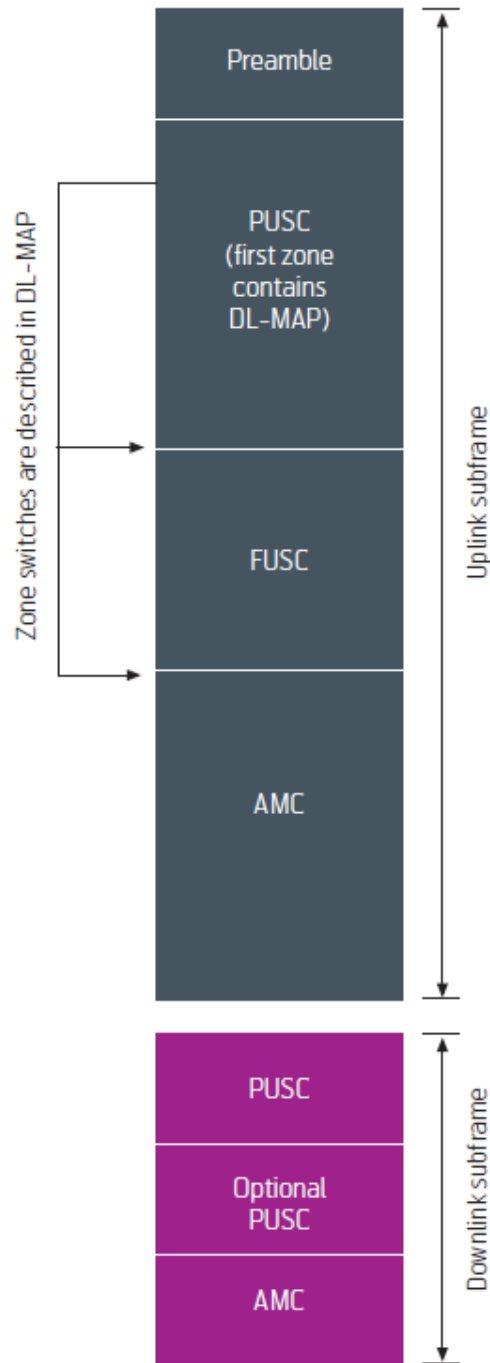 Preamble
PUSC
(first zone
contains
DL-MAP)
Zone switches are described in DL-MAP
FUSC
AMC
Uplink subframe
PUSC
Optional
PUSC
AMC
Downlink subframe